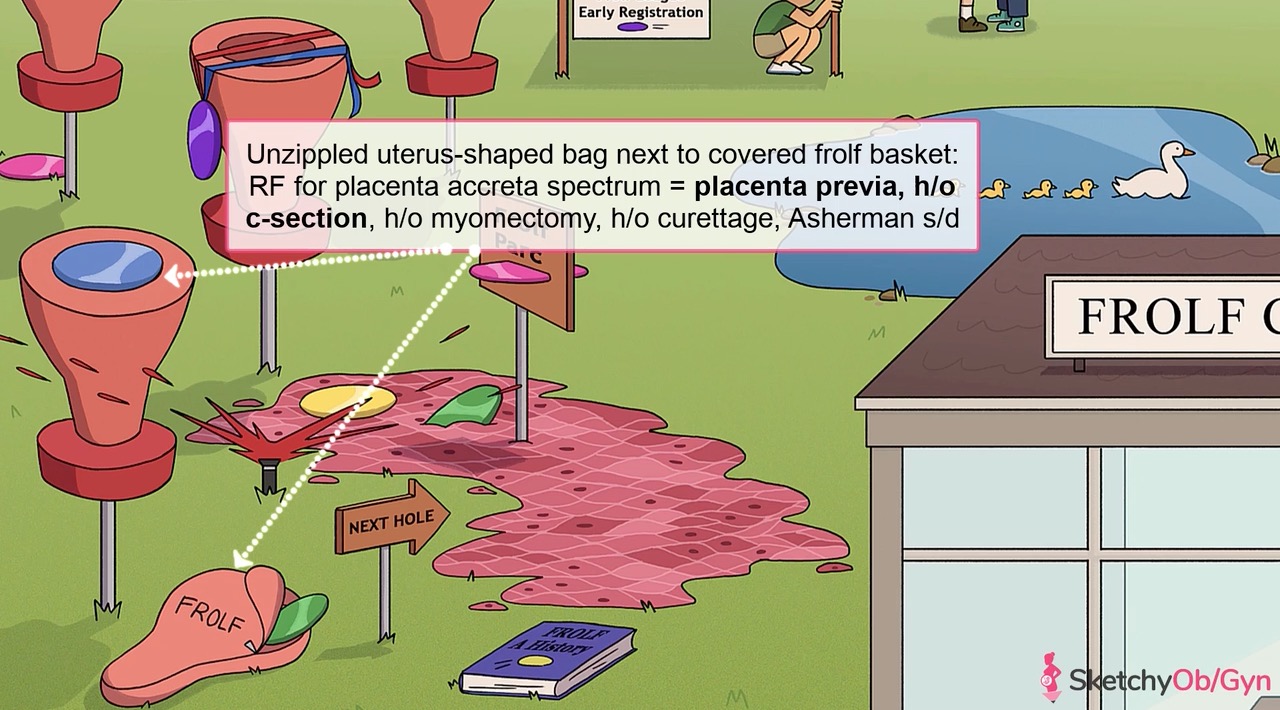 Early Registration
Unzippled uterus-shaped bag next to covered frolf basket:
RF for placenta accreta spectrum = placenta previa, h/o
c-section, h/o myomectomy, h/o curettage, Asherman s/d
Parc
FROLF
NEXT HOLE
FROLF
FROLF
A History
SketchyOb/Gyn